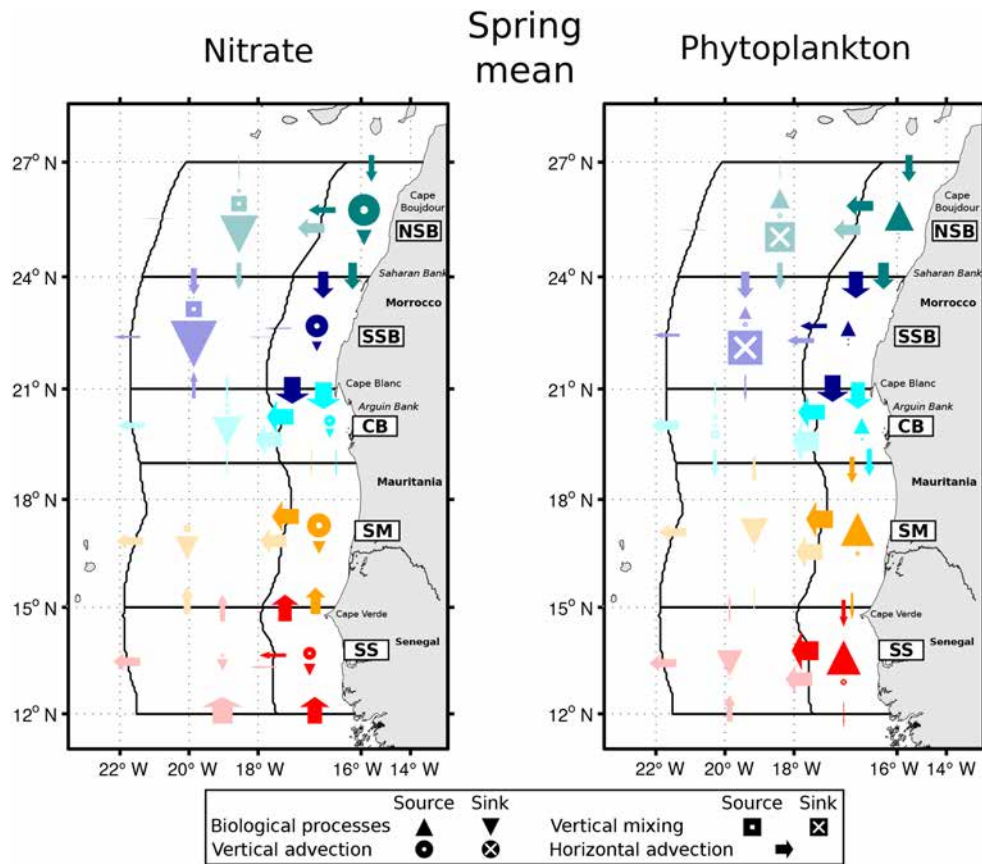 Nitrate
Spring
mean
Phytoplankton
27° N
24° N
21° N
18° N
15° N
12° N
22° W
20° W
18° W
16° W
14° W
Cape
Boujdour
NSB
Saharan Bank
Morrocco
SSB
Cape Blanc
Arguin Bank
CB
Mauritania
SM
Cape Verde
Senegal
SS
27° N
24° N
21° N
18° N
15° N
12° N
22° W
20° W
18° W
16° W
14° W
Cape
Boujdour
NSB
Saharan Bank
Morrocco
SSB
Cape Blanc
Arguin Bank
CB
Mauritania
SM
Cape Verde
Senegal
SS
Source Sink Source Sink
Biological processes Vertical mixing
Vertical advection Horizontal advection